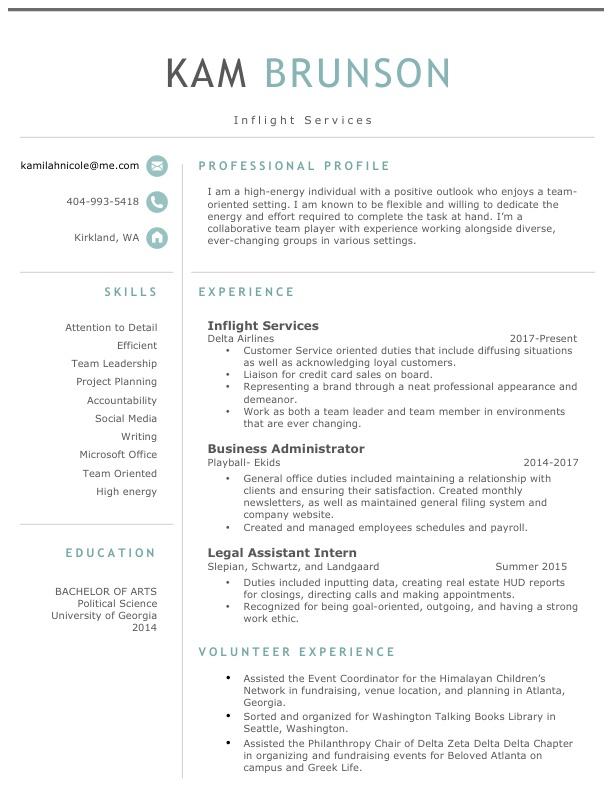 KAM BRUNSON
Inflight Services
kamilahnicole@me.com
404-993-5418
Kirkland, WA
SKILLS
Attention to Detail
Efficient
Team Leadership
Project Planning
Accountability
Social Media
Writing
Microsoft Office
Team Oriented
High energy
EDUCATION
BACHELOR OF ARTS
Political Science
University of Georgia
2014
PROFESSIONAL PROFILE
I am a high-energy individual with a positive outlook who enjoys a team-
oriented setting. I am known to be flexible and willing to dedicate the
energy and effort required to complete the task at hand. I’m a
collaborative team player with experience working alongside diverse,
ever-changing groups in various settings.
EXPERIENCE
Inflight Services
Delta Airlines 2017-Present
• Customer Service oriented duties that include diffusing situations
as well as acknowledging loyal customers.
• Liaison for credit card sales on board.
• Representing a brand through a neat professional appearance and
demeanor.
• Work as both a team leader and team member in environments
that are ever changing.
Business Administrator
Playball- Ekids 2014-2017
• General office duties included maintaining a relationship with
clients and ensuring their satisfaction. Created monthly
newsletters, as well as maintained general filing system and
company website.
• Created and managed employees schedules and payroll.
Legal Assistant Intern
Slepian, Schwartz, and Landgaard Summer 2015
• Duties included inputting data, creating real estate HUD reports
for closings, directing calls and making appointments.
• Recognized for being goal-oriented, outgoing, and having a strong
work ethic.
VOLUNTEER EXPERIENCE
• Assisted the Event Coordinator for the Himalayan Children’s
Network in fundraising, venue location, and planning in Atlanta,
Georgia.
• Sorted and organized for Washington Talking Books Library in
Seattle, Washington.
• Assisted the Philanthropy Chair of Delta Zeta Delta Delta Chapter
in organizing and fundraising events for Beloved Atlanta on
campus and Greek Life.